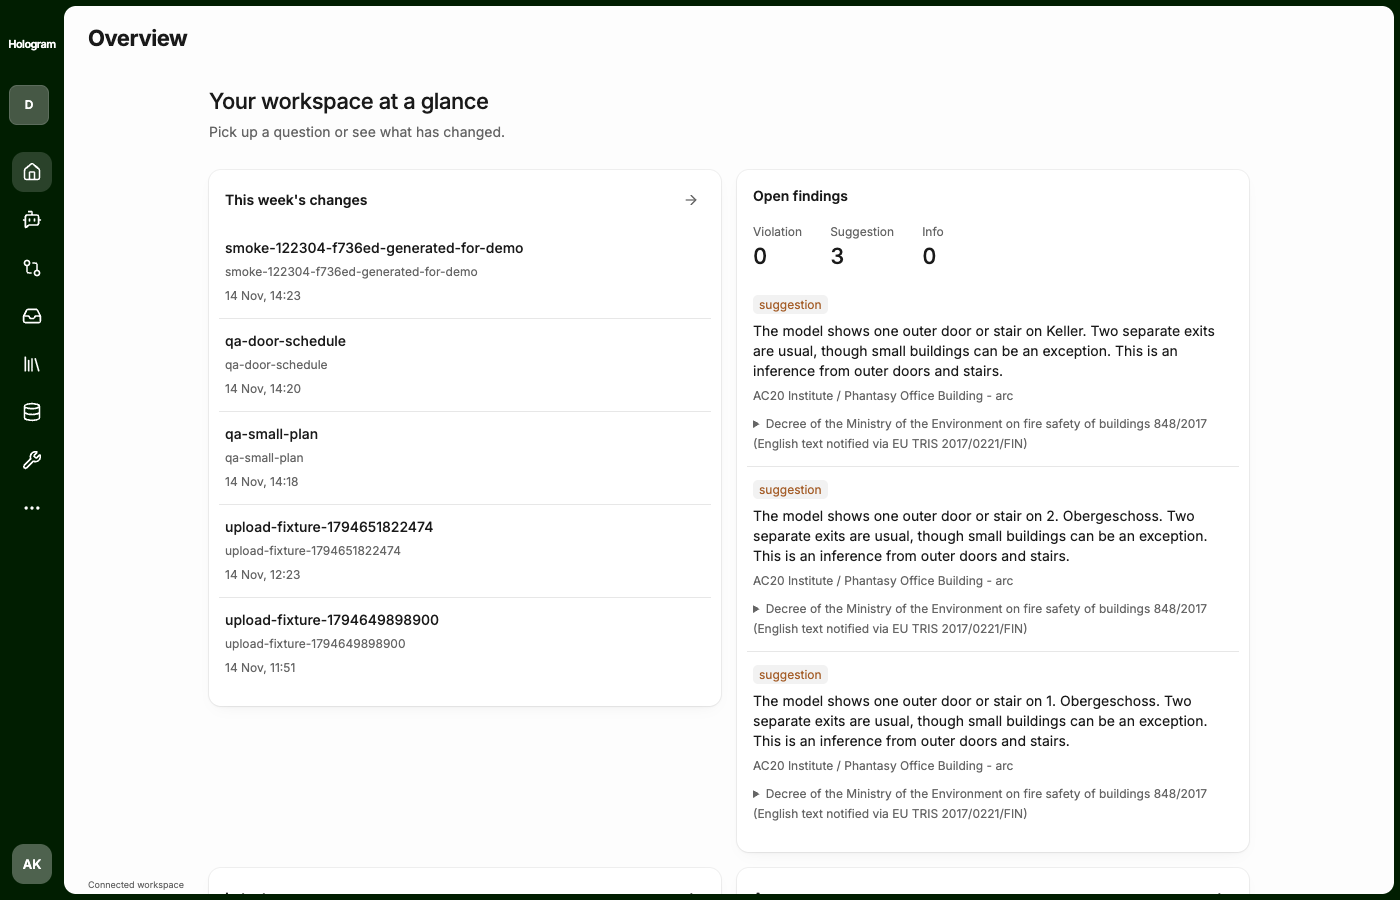 Hologram
D
AK
Overview
Your workspace at a glance
Pick up a question or see what has changed.
This week's changes
smoke-122304-f736ed-generated-for-demo
smoke-122304-f736ed-generated-for-demo
14 Nov, 14:23
qa-door-schedule
qa-door-schedule
14 Nov, 14:20
qa-small-plan
qa-small-plan
14 Nov, 14:18
upload-fixture-1794651822474
upload-fixture-1794651822474
14 Nov, 12:23
upload-fixture-1794649898900
upload-fixture-1794649898900
14 Nov, 11:51
Open findings
Violation Suggestion Info
0 3 0
suggestion
The model shows one outer door or stair on Keller. Two separate exits
are usual, though small buildings can be an exception. This is an
inference from outer doors and stairs.
AC20 Institute / Phantasy Office Building - arc
Decree of the Ministry of the Environment on fire safety of buildings 848/2017
(English text notified via EU TRIS 2017/0221/FIN)
suggestion
The model shows one outer door or stair on 2. Obergeschoss. Two
separate exits are usual, though small buildings can be an exception.
This is an inference from outer doors and stairs.
AC20 Institute / Phantasy Office Building - arc
Decree of the Ministry of the Environment on fire safety of buildings 848/2017
(English text notified via EU TRIS 2017/0221/FIN)
suggestion
The model shows one outer door or stair on 1. Obergeschoss. Two
separate exits are usual, though small buildings can be an exception.
This is an inference from outer doors and stairs.
AC20 Institute / Phantasy Office Building - arc
Decree of the Ministry of the Environment on fire safety of buildings 848/2017
(English text notified via EU TRIS 2017/0221/FIN)
Connected workspace